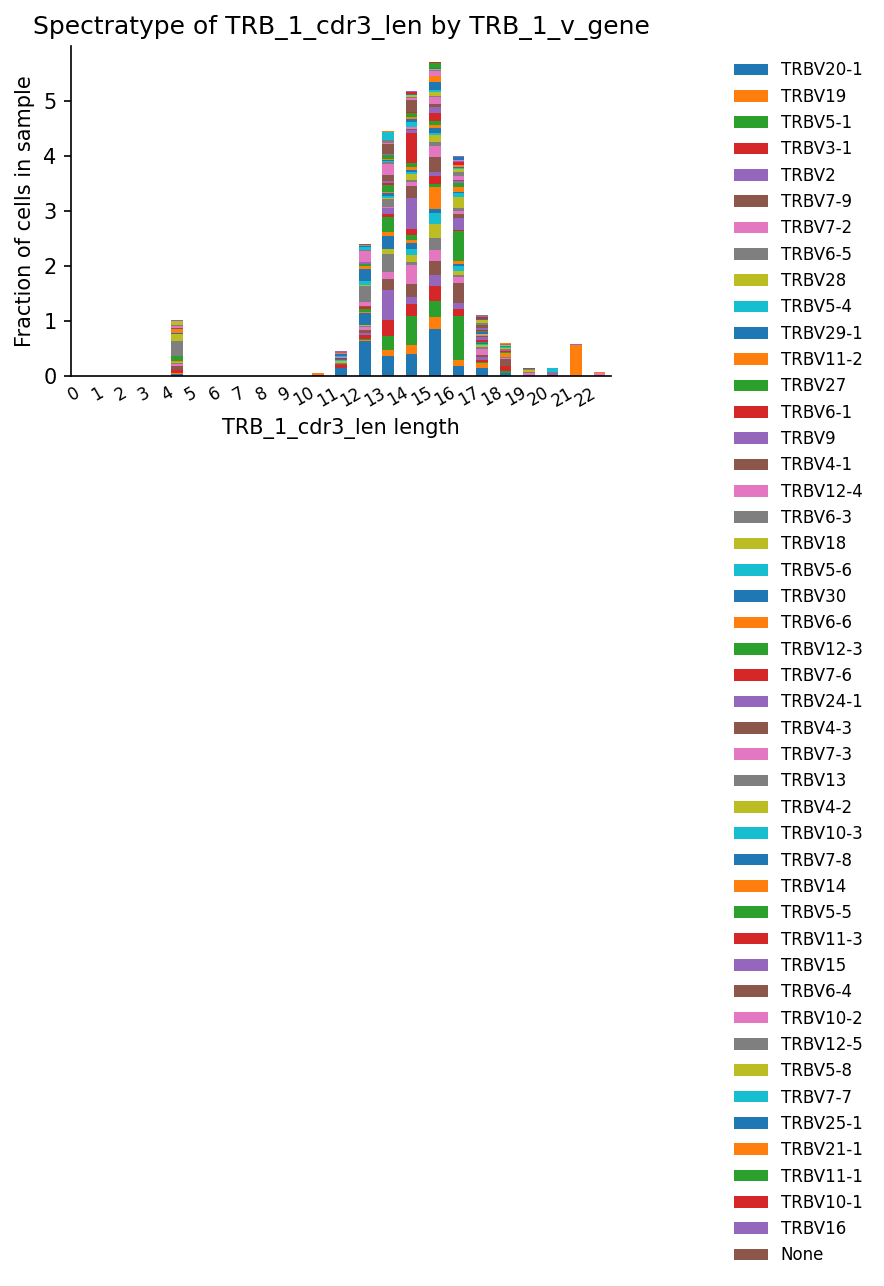 Spectratype of TRB_1_cdr3_len by TRB_1_v_gene
Fraction of cells in sample
5
4
3
2
1
0
0 1 2 3 4 5 6 7 8 9 10 11 12 13 14 15 16 17 18 19 20 21 22
TRB_1_cdr3_len length
TRBV20-1
TRBV19
TRBV5-1
TRBV3-1
TRBV2
TRBV7-9
TRBV7-2
TRBV6-5
TRBV28
TRBV5-4
TRBV29-1
TRBV11-2
TRBV27
TRBV6-1
TRBV9
TRBV4-1
TRBV12-4
TRBV6-3
TRBV18
TRBV5-6
TRBV30
TRBV6-6
TRBV12-3
TRBV7-6
TRBV24-1
TRBV4-3
TRBV7-3
TRBV13
TRBV4-2
TRBV10-3
TRBV7-8
TRBV14
TRBV5-5
TRBV11-3
TRBV15
TRBV6-4
TRBV10-2
TRBV12-5
TRBV5-8
TRBV7-7
TRBV25-1
TRBV21-1
TRBV11-1
TRBV10-1
TRBV16
None